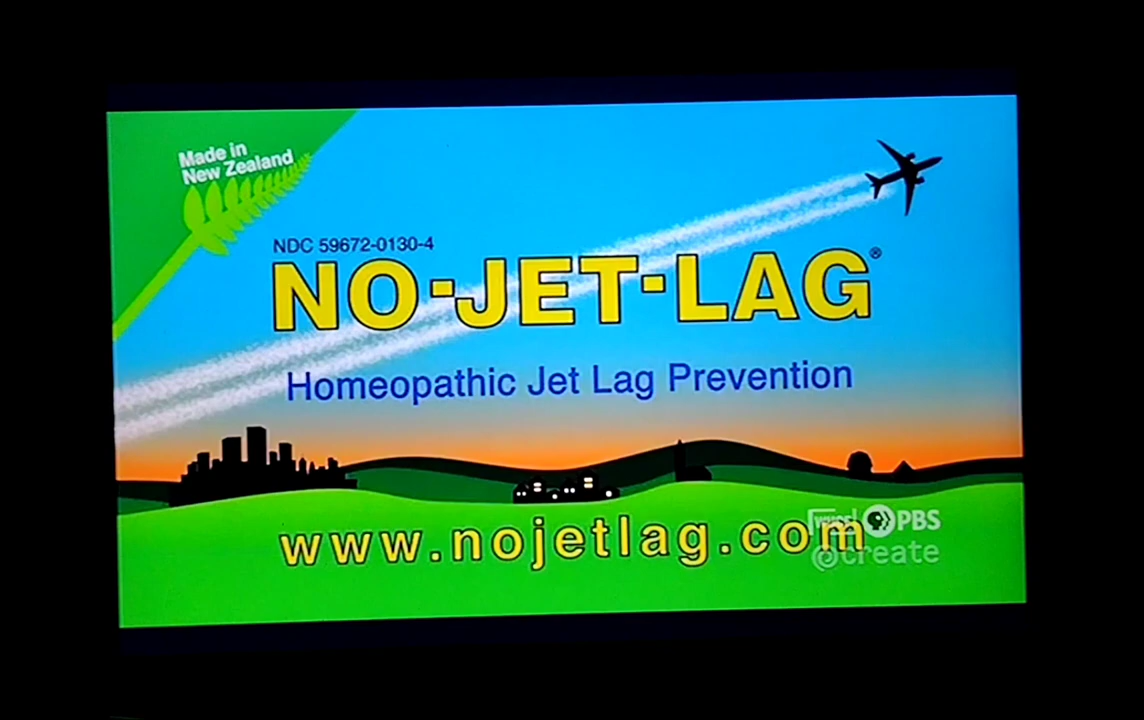 Made in
New Zealand
NDC 59672-0130-4
NO-JET-LAG®
Homeopathic Jet Lag Prevention
www.nojetlag.com
PBS
create